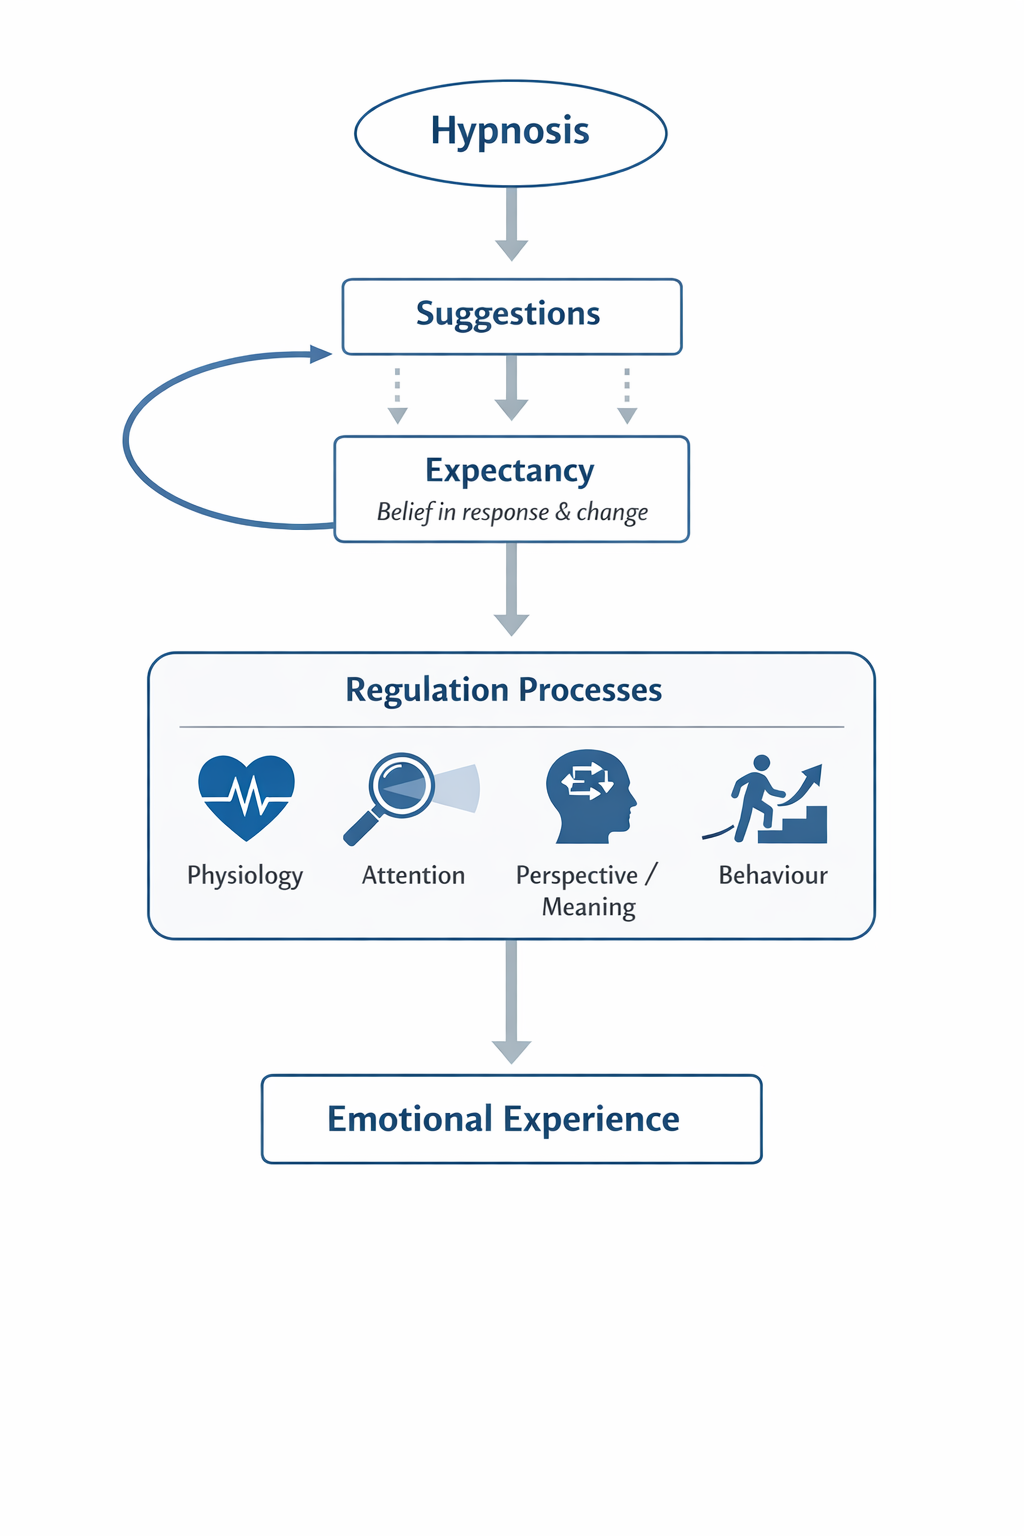 Hypnosis
Suggestions
Expectancy
Belief in response & change
Regulation Processes
Physiology
Attention
Perspective /
Meaning
Behaviour
Emotional Experience